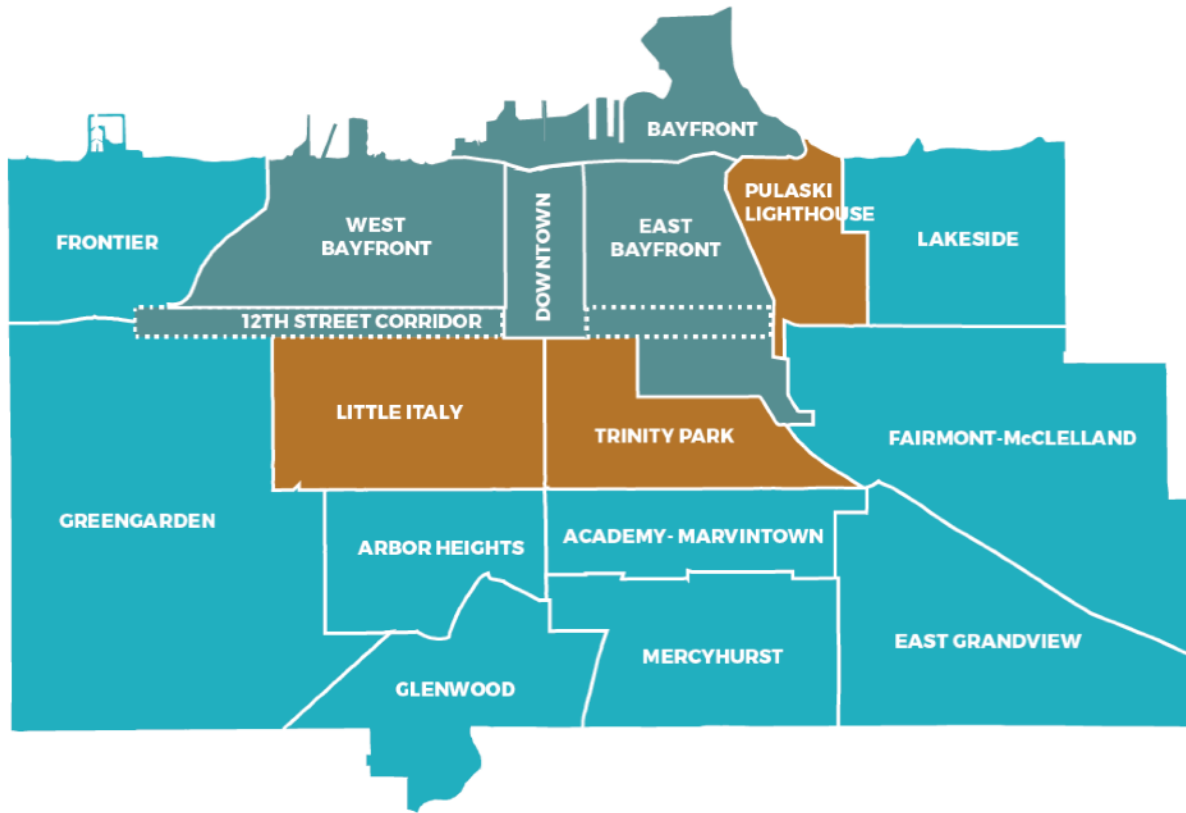 BAYFRONT
PULASKI
LIGHTHOUSE
WEST
BAYFRONT
DOWNTOWN
EAST
BAYFRONT
FRONTIER
LAKESIDE
12TH STREET CORRIDOR
LITTLE ITALY
TRINITY PARK
FAIRMONT-McCLELLAND
GREENGARDEN
ARBOR HEIGHTS
ACADEMY- MARVINTOWN
EAST GRANDVIEW
MERCYHURST
GLENWOOD